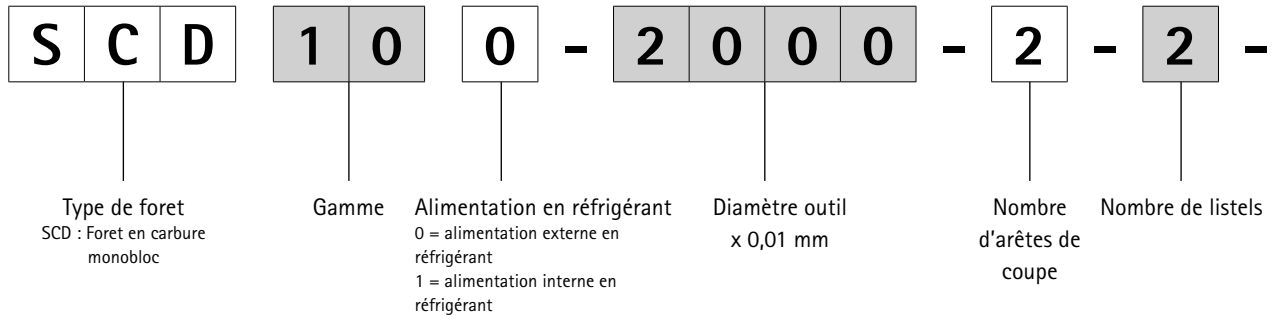 S C D 1 0 0 - 2 0 0 0 - 2 - 2 -
Type de foret
SCD : Foret en carbure
monobloc
Gamme
Alimentation en réfrigérant
0 = alimentation externe en
réfrigérant
1 = alimentation interne en
réfrigérant
Diamètre outil
x 0,01 mm
Nombre
d'arêtes de
coupe
Nombre de listels